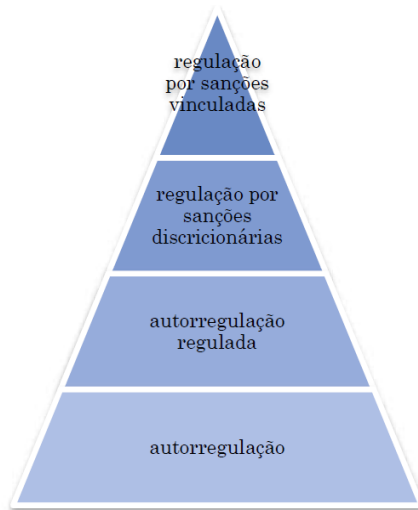 regulação
por sanções
vinculadas
regulação por
sanções
discricionárias
autorregulação
regulada
autorregulação